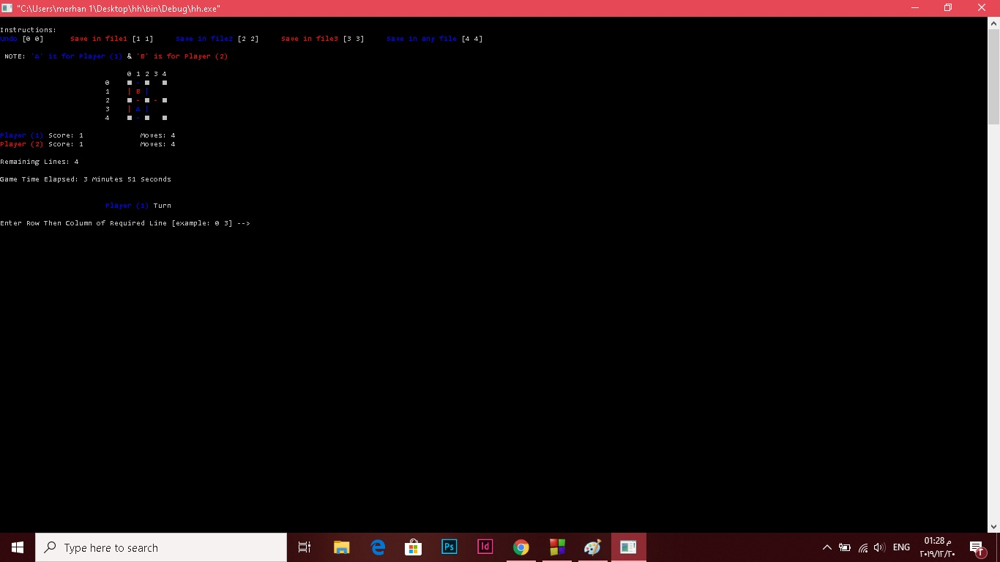 "C:\Users\merhan 1\Desktop\hh\bin\Debug\hh.exe"
Instructions:
Undo [0 0] Save in file1 [1 1] Save in file2 [2 2] Save in file3 [3 3] Save in any file [4 4]
NOTE: 'A' is for Player (1) & 'B' is for Player (2)
0 1 2 3 4
0 ■ - ■ ■
1 | B |
2 ■ - ■ - ■
3 | A |
4 ■ - ■ ■
Player (1) Score: 1 Moves: 4
Player (2) Score: 1 Moves: 4
Remaining Lines: 4
Game Time Elapsed: 3 Minutes 51 Seconds
Player (1) Turn
Enter Row Then Column of Required Line [example: 0 3] -->
Type here to search
Ps
Id
ENG
01:28 م
٢٠١٩/١٢/٢٠
٢